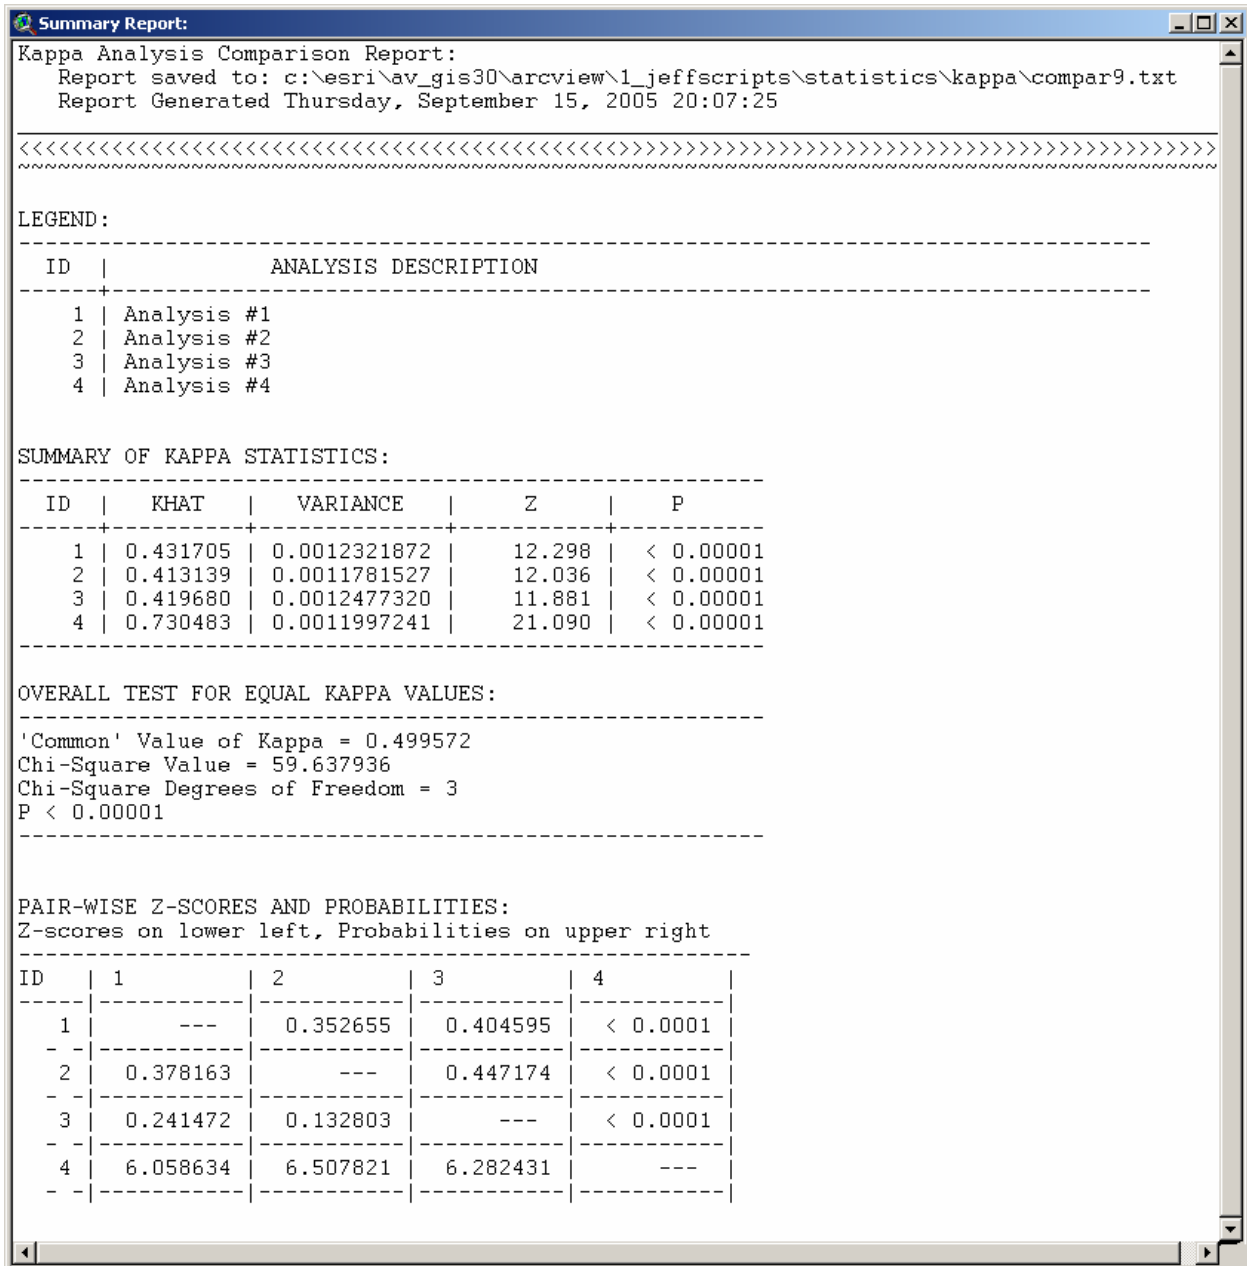 Summary Report:
Kappa Analysis Comparison Report:
Report saved to: c:\esri\av_gis30\arcview\1_jeffscripts\statistics\kappa\compar9.txt
Report Generated Thursday, September 15, 2005 20:07:25
<<<<<<<<<<<<<<<<<<<<<<<<<<<<<<<<<<<<<<<<<<<<<>>>>>>>>>>>>>>>>>>>>>>>>>>>>>>>>>>>>>>>>>>>>>
~~~~~~~~~~~~~~~~~~~~~~~~~~~~~~~~~~~~~~~~~~~~~~~~~~~~~~~~~~~~~~~~~~~~~~~~~~~~~~~~~~~~~~~~~~
LEGEND:
-------------------------------------------------------------------------------------
ID | ANALYSIS DESCRIPTION
------+------------------------------------------------------------------------------
1 | Analysis #1
2 | Analysis #2
3 | Analysis #3
4 | Analysis #4
SUMMARY OF KAPPA STATISTICS:
--------------------------------------------------------
ID | KHAT | VARIANCE | Z | P
------+----------+--------------+-----------+-----------
1 | 0.431705 | 0.0012321872 | 12.298 | < 0.00001
2 | 0.413139 | 0.0011781527 | 12.036 | < 0.00001
3 | 0.419680 | 0.0012477320 | 11.881 | < 0.00001
4 | 0.730483 | 0.0011997241 | 21.090 | < 0.00001
--------------------------------------------------------
OVERALL TEST FOR EQUAL KAPPA VALUES:
--------------------------------------------------------
'Common' Value of Kappa = 0.499572
Chi-Square Value = 59.637936
Chi-Square Degrees of Freedom = 3
P < 0.00001
--------------------------------------------------------
PAIR-WISE Z-SCORES AND PROBABILITIES:
Z-scores on lower left, Probabilities on upper right
-------------------------------------------------------
ID | 1 | 2 | 3 | 4 |
-----|-----------|-----------|-----------|-----------|
1 | --- | 0.352655 | 0.404595 | < 0.0001 |
- -|-----------|-----------|-----------|-----------|
2 | 0.378163 | --- | 0.447174 | < 0.0001 |
- -|-----------|-----------|-----------|-----------|
3 | 0.241472 | 0.132803 | --- | < 0.0001 |
- -|-----------|-----------|-----------|-----------|
4 | 6.058634 | 6.507821 | 6.282431 | --- |
- -|-----------|-----------|-----------|-----------|